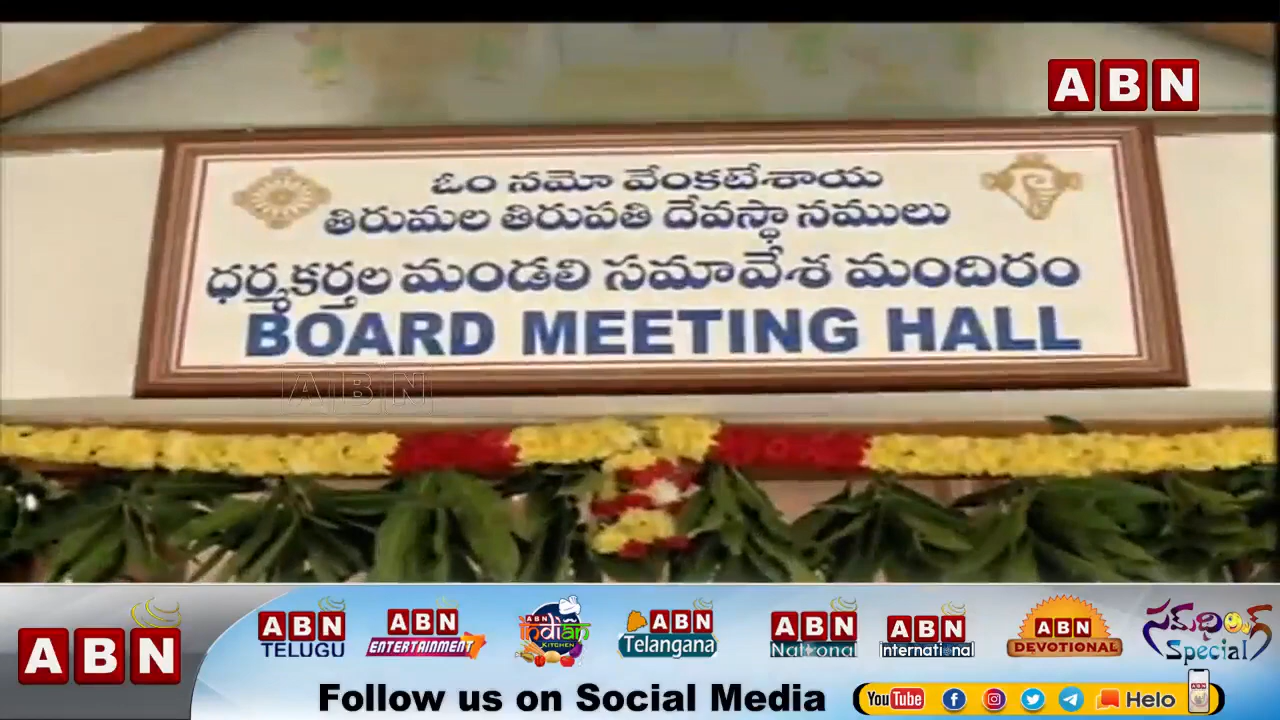 ABN
ఓం నమో వేంకటేశాయ
తిరుమల తిరుపతి దేవస్థానములు
ధర్మకర్తల మండలి సమావేశ మందిరం
BOARD MEETING HALL
ABN
ABN
ABN TELUGU
ABN ENTERTAINMENT
ABN Indian KITCHEN
ABN Telangana
ABN National
ABN International
ABN DEVOTIONAL
సమ్‌థింగ్ Special
Follow us on Social Media
YouTube
Helo